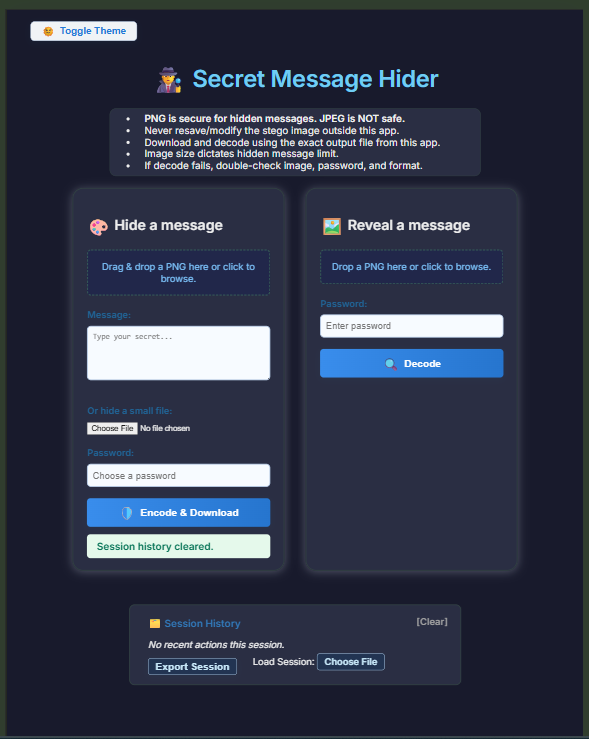 Toggle Theme
Secret Message Hider
PNG is secure for hidden messages. JPEG is NOT safe.
Never resave/modify the stego image outside this app.
Download and decode using the exact output file from this app.
Image size dictates hidden message limit.
If decode fails, double-check image, password, and format.
Hide a message
Drag & drop a PNG here or click to
browse.
Message:
Type your secret...
Or hide a small file:
Choose File No file chosen
Password:
Choose a password
Encode & Download
Session history cleared.
Reveal a message
Drop a PNG here or click to browse.
Password:
Enter password
Decode
Session History
[Clear]
No recent actions this session.
Export Session
Load Session: Choose File